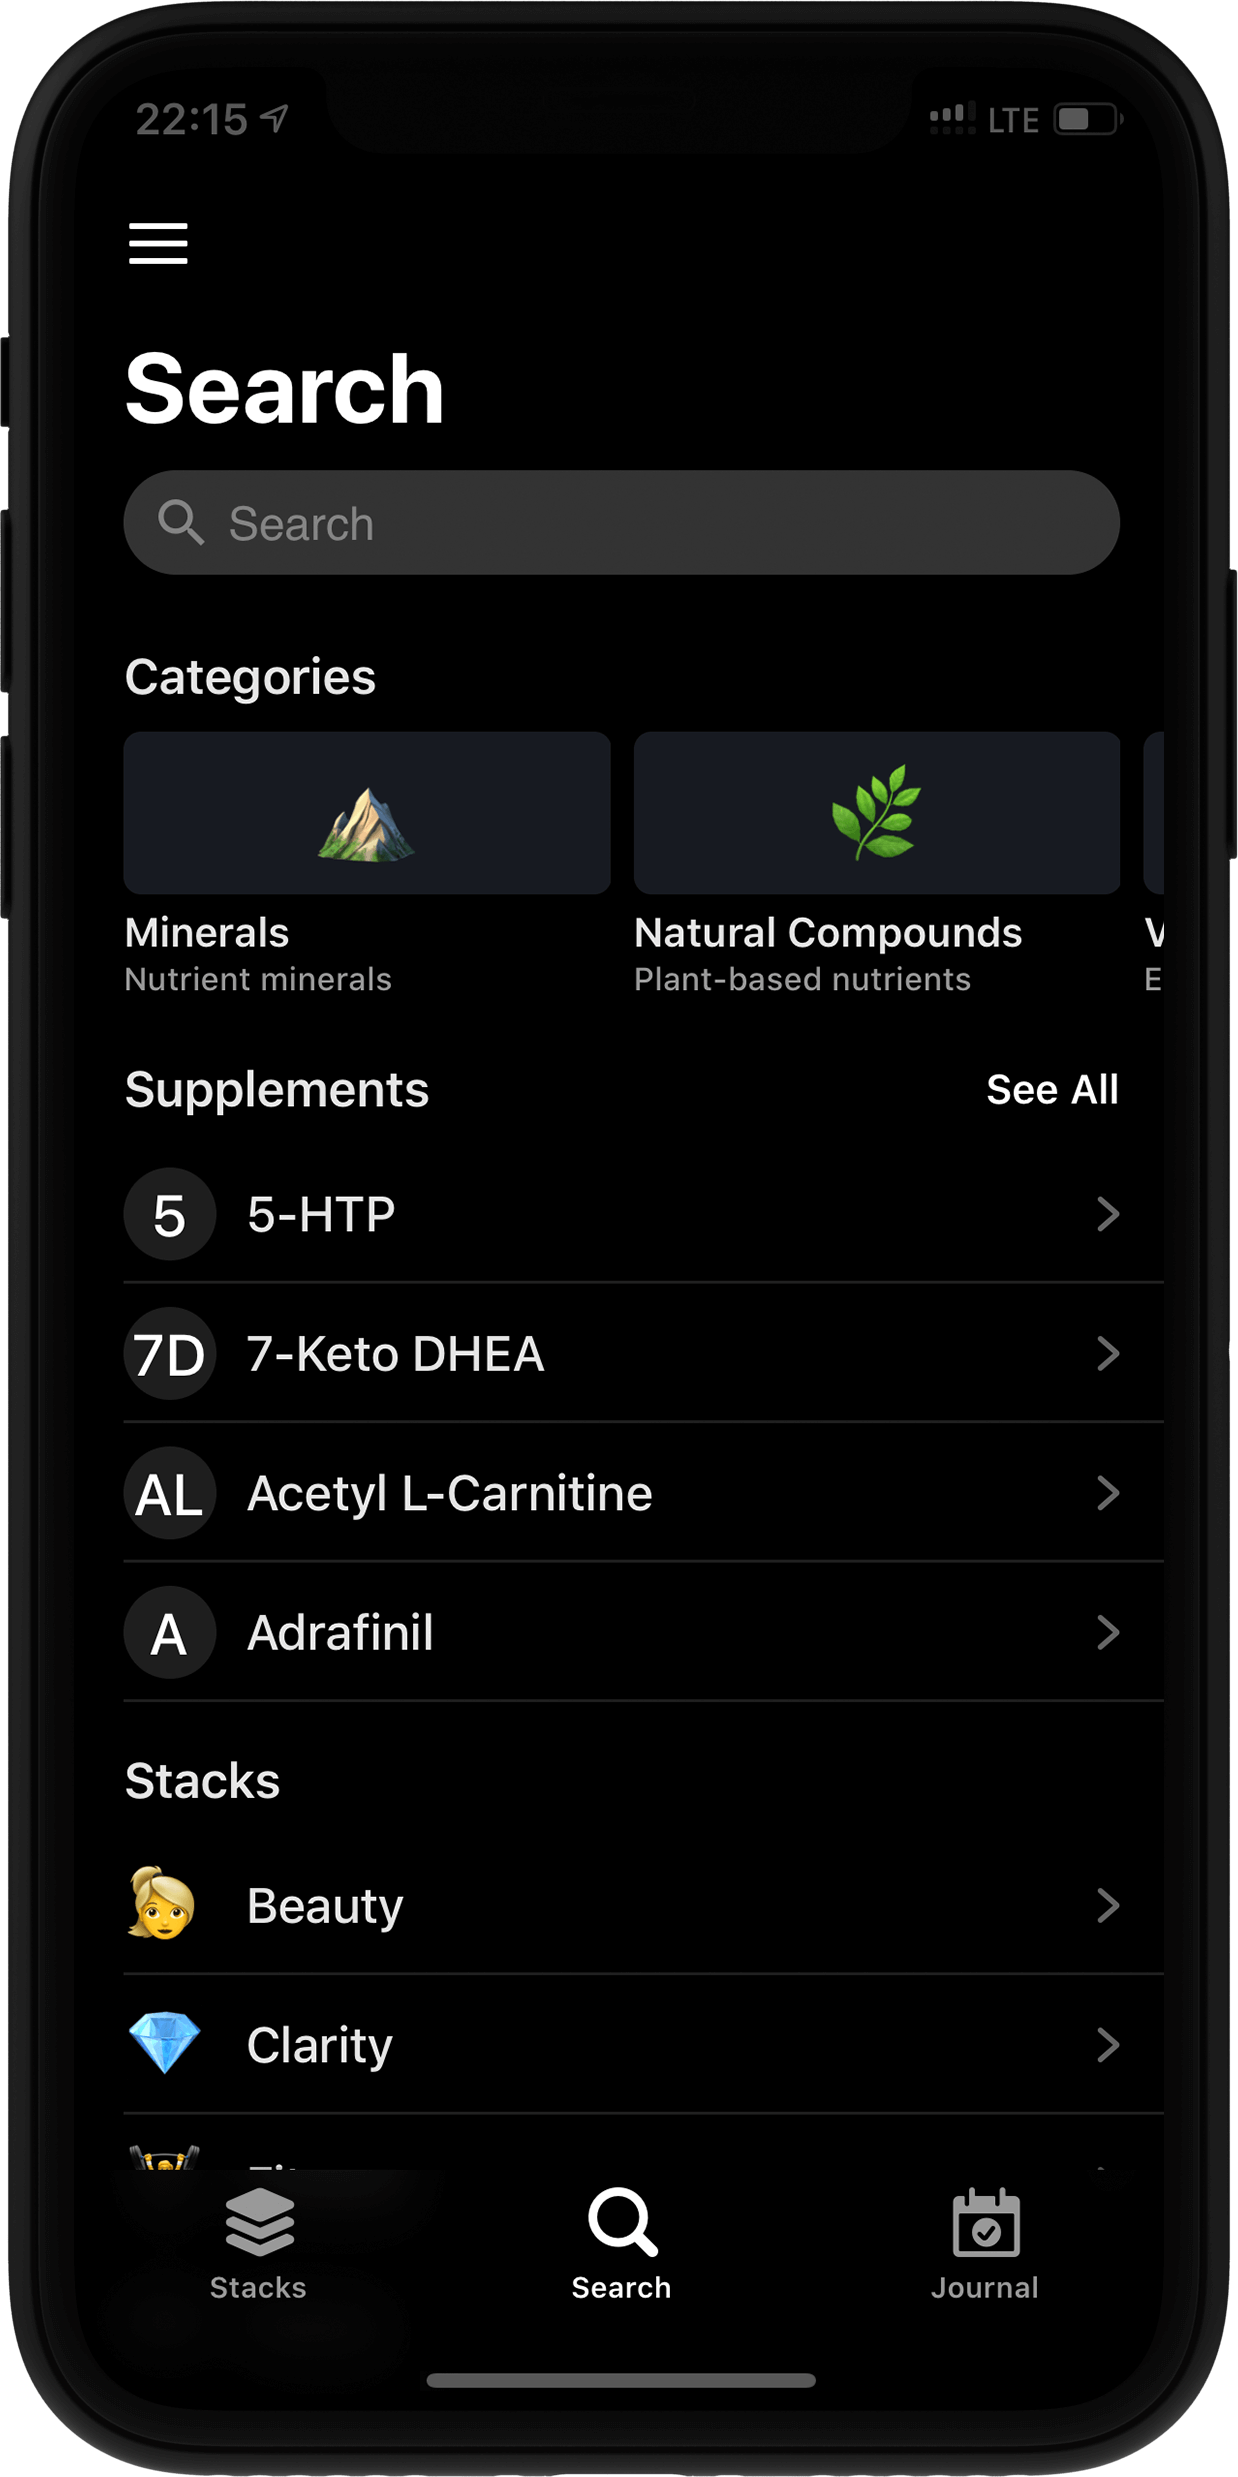 22:15 LTE
Search
Search
Categories
Minerals
Nutrient minerals
Natural Compounds
Plant-based nutrients
V
E
Supplements See All
5 5-HTP
7D 7-Keto DHEA
AL Acetyl L-Carnitine
A Adrafinil
Stacks
Beauty
Clarity
Stacks Search Journal